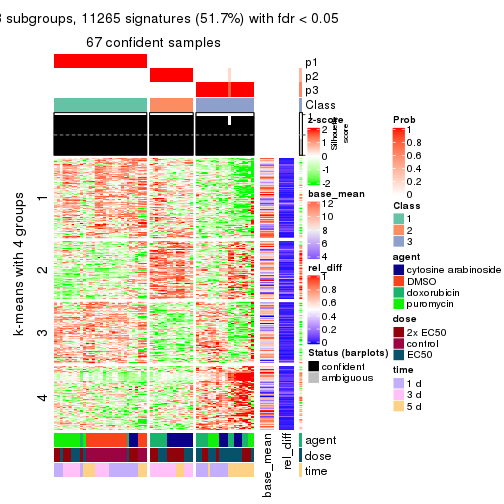 3 subgroups, 11265 signatures (51.7%) with fdr < 0.05
67 confident samples
p1
p2
p3
Class
1
Silhouette
score
k-means with 4 groups
1
2
3
4
z-score
2
1
0
-1
-2
base_mean
12
10
8
6
4
rel_diff
1
0.8
0.6
0.4
0.2
0
Status (barplots)
confident
ambiguous
Prob
1
0.8
0.6
0.4
0.2
0
Class
1
2
3
agent
cytosine arabinoside
DMSO
doxorubicin
puromycin
dose
2x EC50
control
EC50
time
1 d
3 d
5 d
agent
dose
time
base_mean
rel_diff